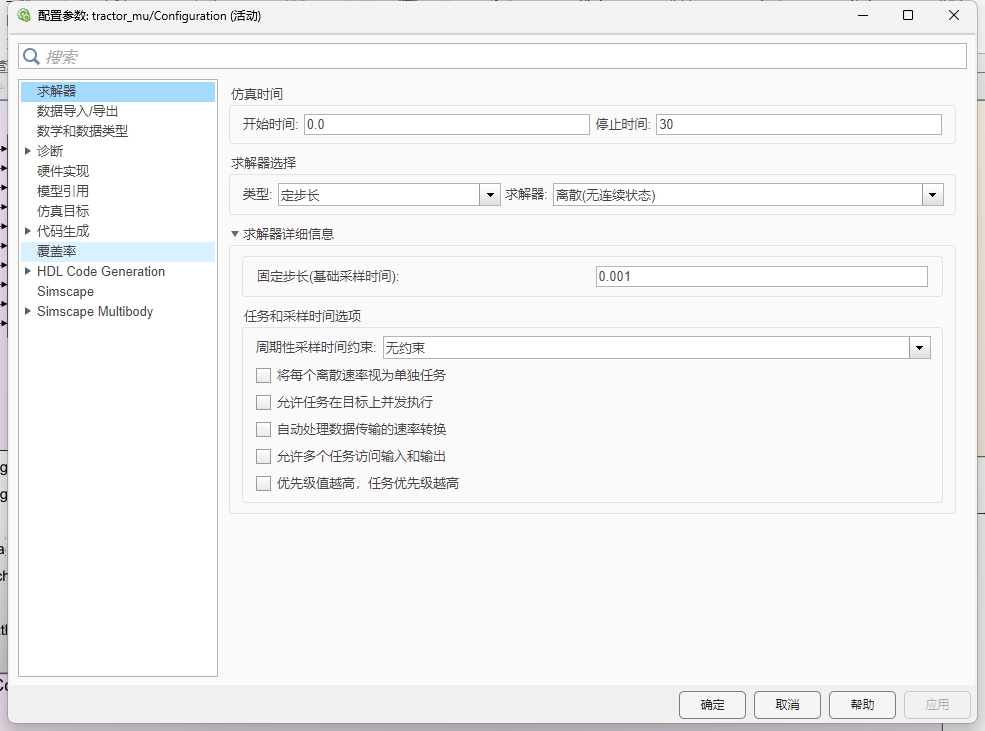 配置参数: tractor_mu/Configuration (活动)
搜索
求解器
数据导入/导出
数学和数据类型
诊断
硬件实现
模型引用
仿真目标
代码生成
覆盖率
HDL Code Generation
Simscape
Simscape Multibody
仿真时间
开始时间: 0.0 停止时间: 30
求解器选择
类型: 定步长 求解器: 离散(无连续状态)
求解器详细信息
固定步长(基础采样时间): 0.001
任务和采样时间选项
周期性采样时间约束: 无约束
将每个离散速率视为单独任务
允许任务在目标上并发执行
自动处理数据传输的速率转换
允许多个任务访问输入和输出
优先级值越高，任务优先级越高
确定 取消 帮助 应用